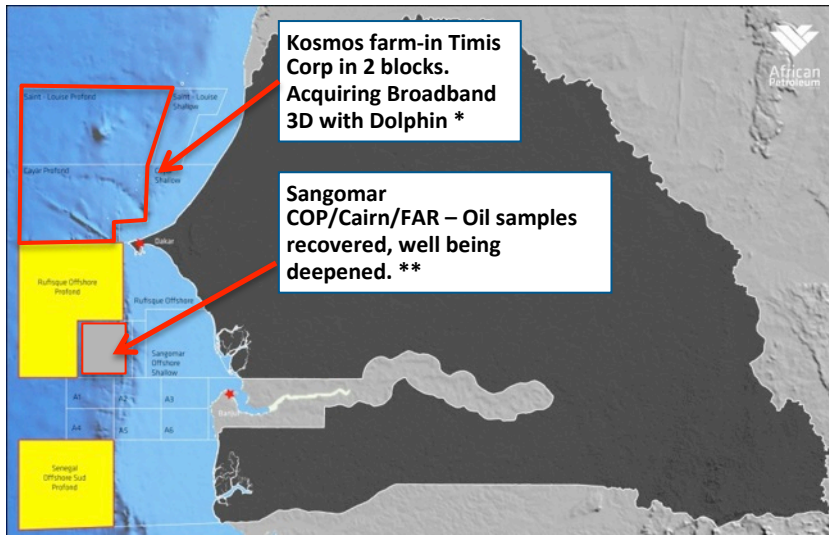 Kosmos farm-in Timis
Corp in 2 blocks.
Acquiring Broadband
3D with Dolphin *
African
Petroleum
Saint - Louise Profond
Saint - Louise
Shallow
Cayar Profond
Shallow
Sangomar
COP/Cairn/FAR – Oil samples
recovered, well being
deepened. **
Dakar
Rufisque Offshore
Profond
Rufisque Offshore
Sangomar
Offshore
Shallow
A1
A2
A3
Banjul
A4
A5
A6
Senegal
Offshore Sud
Profond